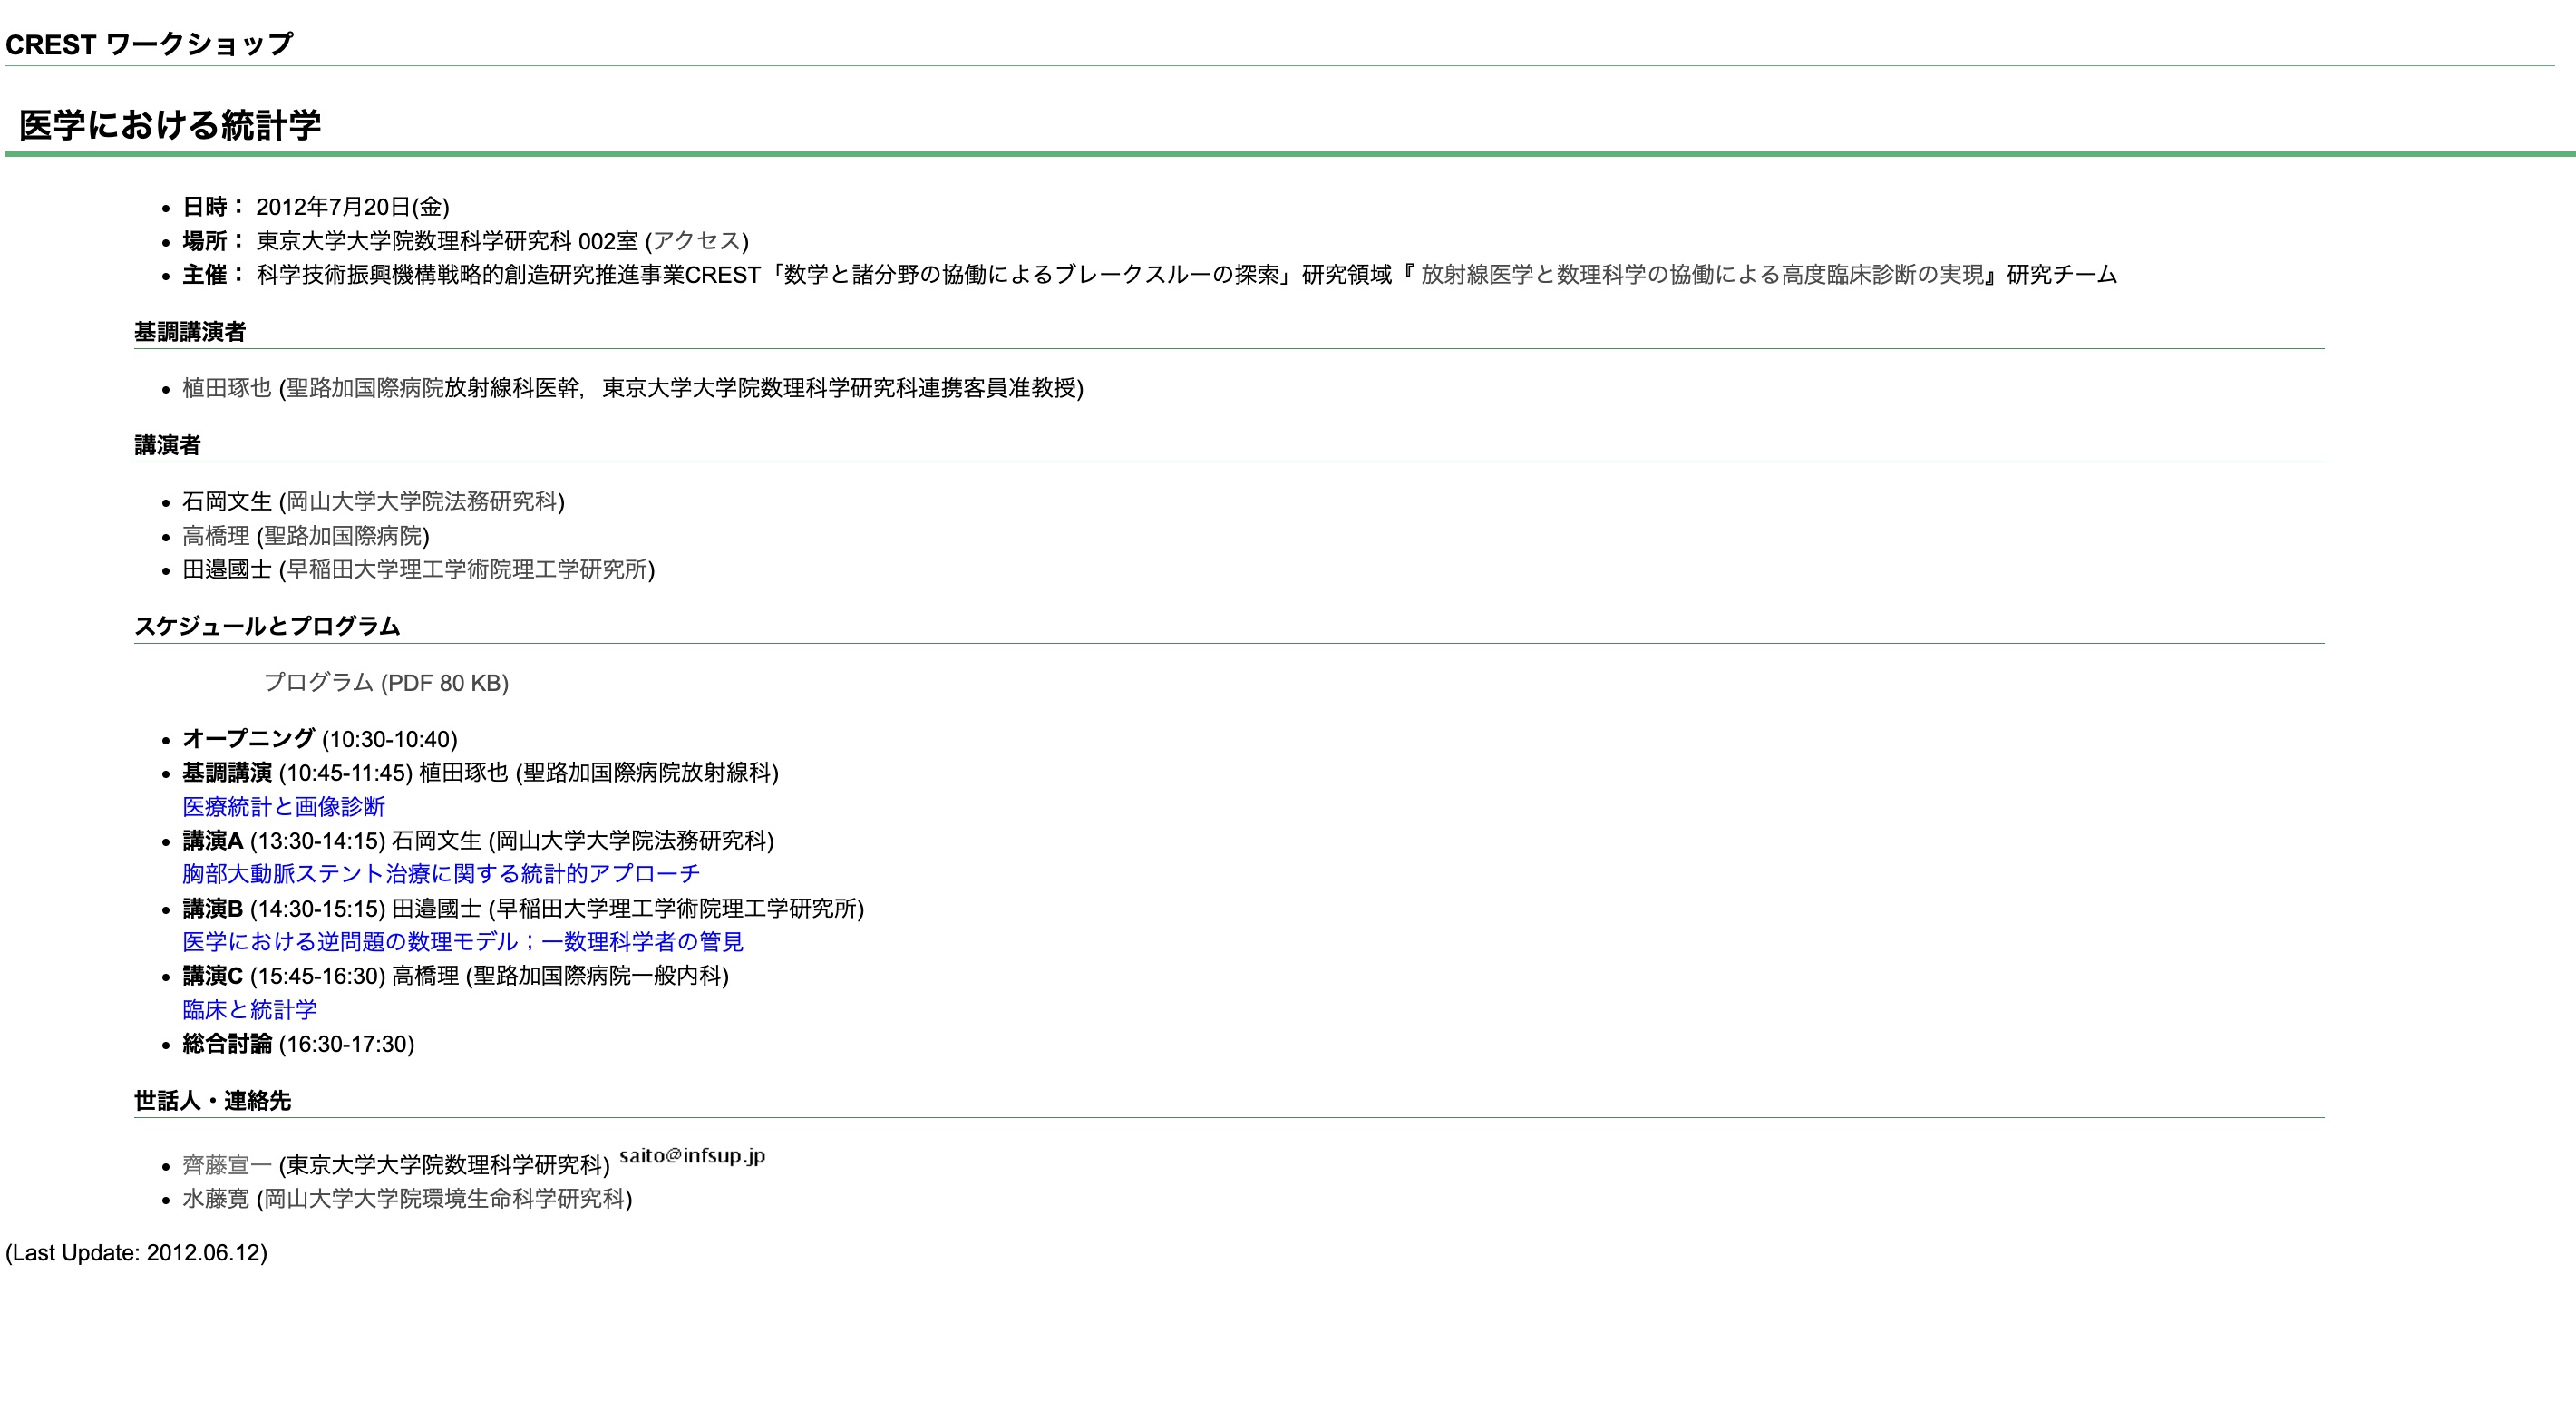 CREST ワークショップ
医学における統計学
• 日時： 2012年7月20日(金)
• 場所： 東京大学大学院数理科学研究科 002室 (アクセス)
• 主催： 科学技術振興機構戦略的創造研究推進事業CREST「数学と諸分野の協働によるブレークスルーの探索」研究領域『 放射線医学と数理科学の協働による高度臨床診断の実現』研究チーム
基調講演者
• 植田琢也 (聖路加国際病院放射線科医幹，東京大学大学院数理科学研究科連携客員准教授)
講演者
• 石岡文生 (岡山大学大学院法務研究科)
• 高橋理 (聖路加国際病院)
• 田邉國士 (早稲田大学理工学術院理工学研究所)
スケジュールとプログラム
プログラム (PDF 80 KB)
• オープニング (10:30-10:40)
• 基調講演 (10:45-11:45) 植田琢也 (聖路加国際病院放射線科)
医療統計と画像診断
• 講演A (13:30-14:15) 石岡文生 (岡山大学大学院法務研究科)
胸部大動脈ステント治療に関する統計的アプローチ
• 講演B (14:30-15:15) 田邉國士 (早稲田大学理工学術院理工学研究所)
医学における逆問題の数理モデル；一数理科学者の管見
• 講演C (15:45-16:30) 高橋理 (聖路加国際病院一般内科)
臨床と統計学
• 総合討論 (16:30-17:30)
世話人・連絡先
• 齊藤宣一 (東京大学大学院数理科学研究科) saito@infsup.jp
• 水藤寛 (岡山大学大学院環境生命科学研究科)
(Last Update: 2012.06.12)